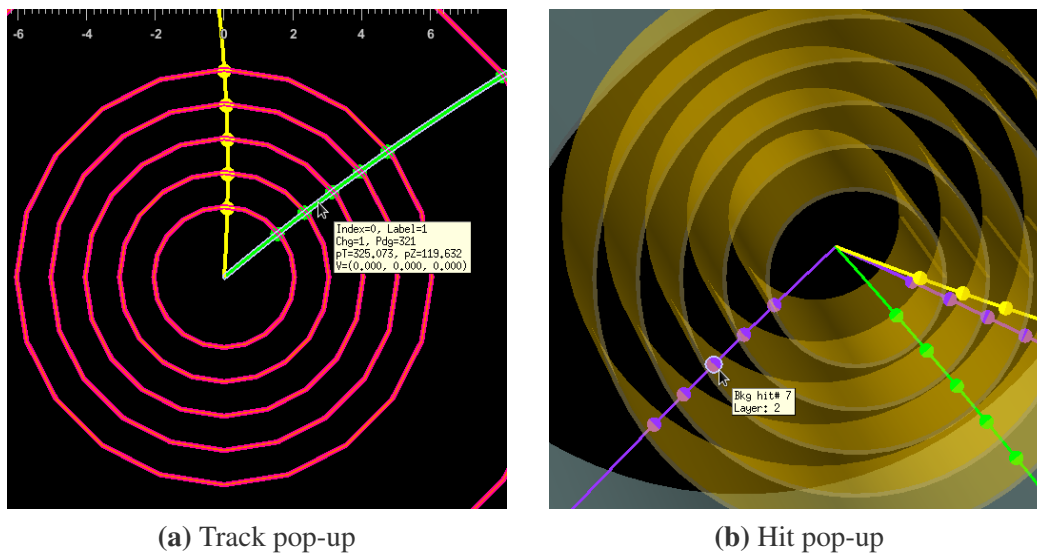 -6 -4 -2 0 2 4 6
Index=0, Label=1
Chg=1, Pdg=321
pT=325.073, pZ=119.632
V=(0.000, 0.000, 0.000)
Bkg hit# 7
Layer: 2
(a) Track pop-up
(b) Hit pop-up